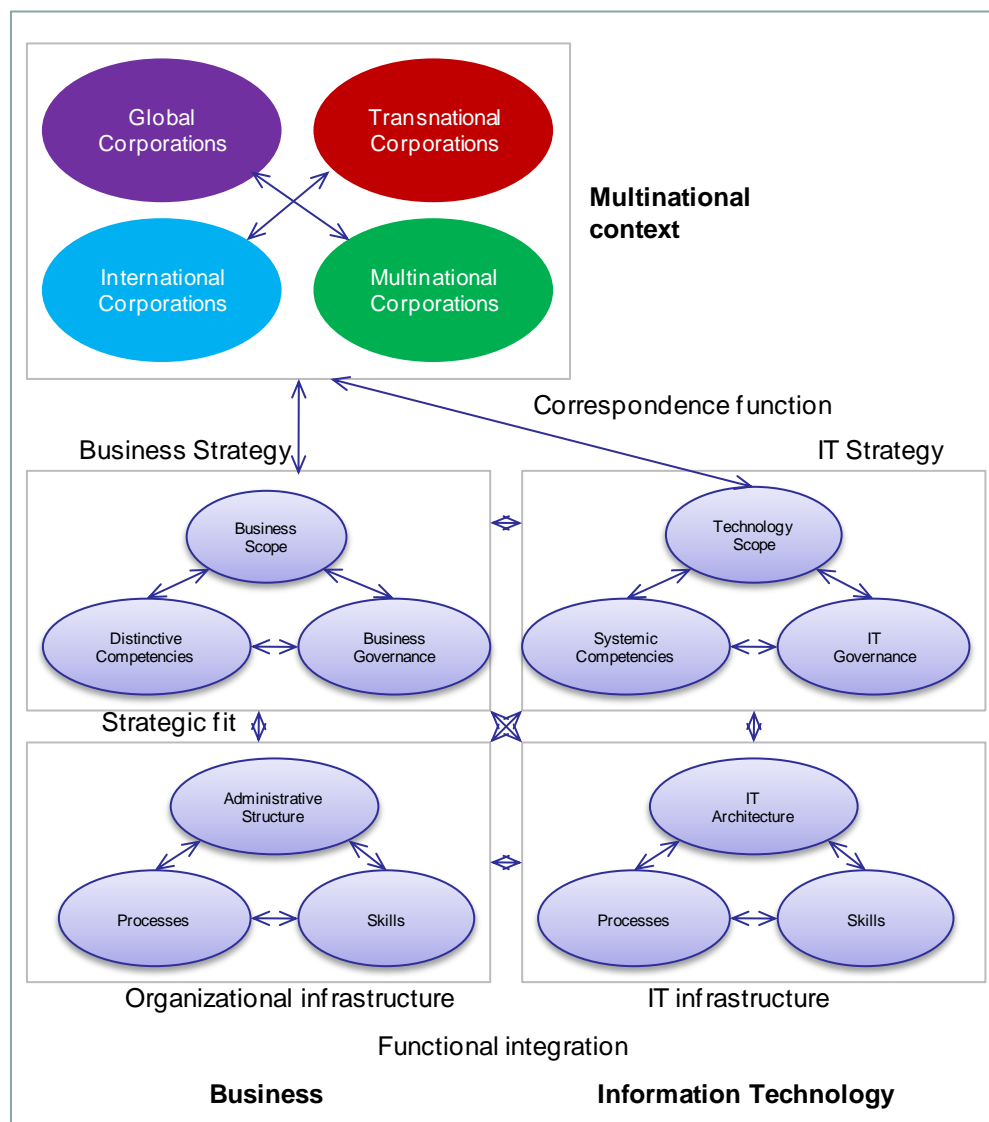 Global
Corporations
Transnational
Corporations
Multinational
context
International
Corporations
Multinational
Corporations
Correspondence function
Business Strategy
IT Strategy
Business
Scope
Technology
Scope
Distinctive
Competencies
Business
Governance
Systemic
Competencies
IT
Governance
Strategic fit
Administrative
Structure
IT
Architecture
Processes
Skills
Processes
Skills
Organizational infrastructure
IT infrastructure
Functional integration
Business
Information Technology